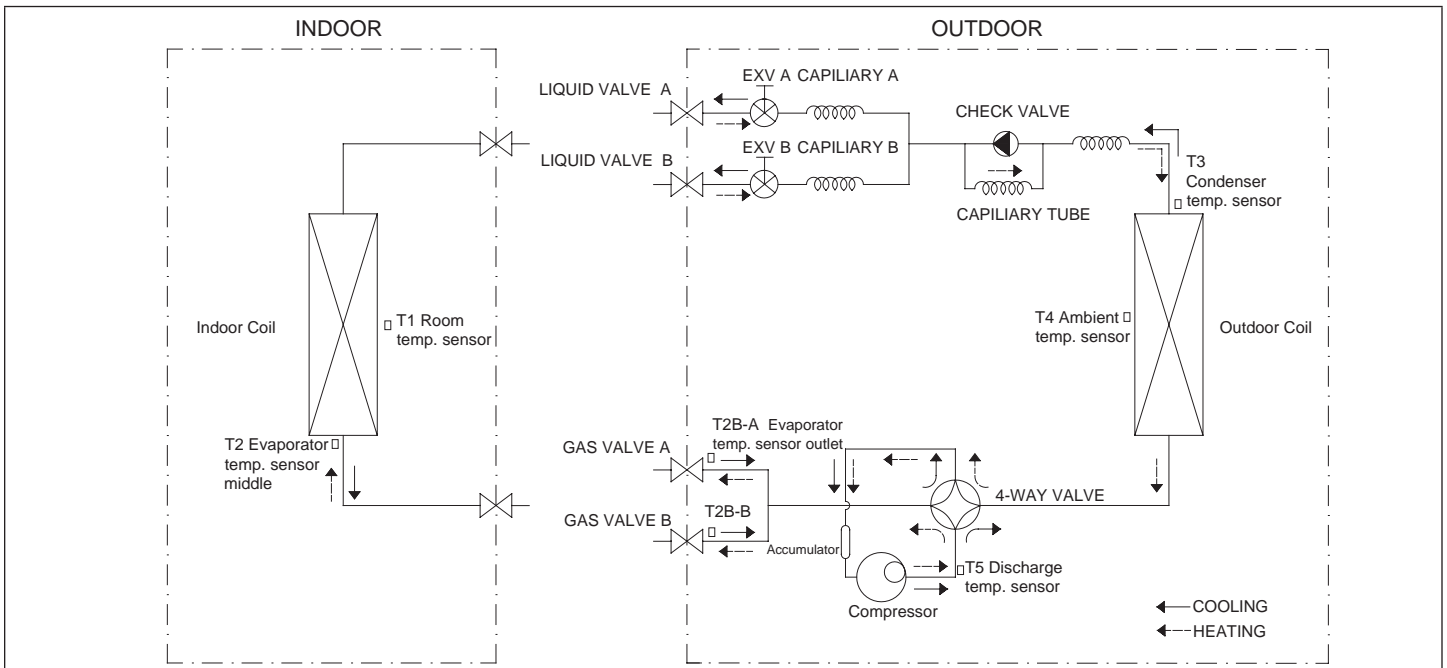 INDOOR
OUTDOOR
LIQUID VALVE A
EXV A CAPILIARY A
CHECK VALVE
LIQUID VALVE B
EXV B CAPILIARY B
T3
Condenser
temp. sensor
CAPILIARY TUBE
Indoor Coil
T1 Room
temp. sensor
T4 Ambient
temp. sensor
Outdoor Coil
T2 Evaporator
temp. sensor
middle
GAS VALVE A
T2B-A Evaporator
temp. sensor outlet
4-WAY VALVE
GAS VALVE B
T2B-B
Accumulator
T5 Discharge
temp. sensor
Compressor
COOLING
HEATING